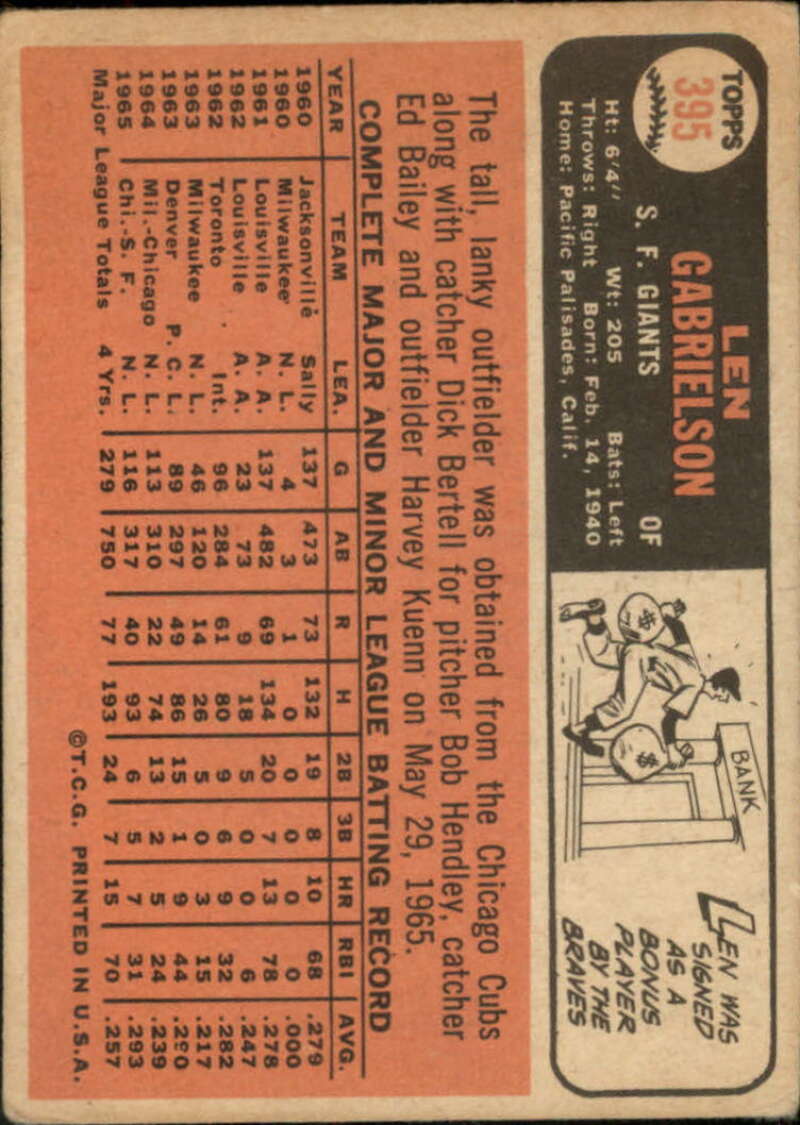 TOPPS
395
LEN
GABRIELSON
S. F. GIANTS OF
Ht: 6'4" Wt: 205 Bats: Left
Throws: Right Born: Feb. 14, 1940
Home: Pacific Palisades, Calif.
BANK
$
$
LEN WAS
SIGNED
AS A
BONUS
PLAYER
BY THE
BRAVES
The tall, lanky outfielder was obtained from the Chicago Cubs
along with catcher Dick Bertell for pitcher Bob Hendley, catcher
Ed Bailey and outfielder Harvey Kuenn on May 29, 1965.
COMPLETE MAJOR AND MINOR LEAGUE BATTING RECORD
YEAR TEAM LEA. G AB R H 2B 3B HR RBI AVG.
1960 Jacksonville Sally 137 473 73 132 19 8 10 68 .279
1960 Milwaukee N. L. 4 3 1 0 0 0 0 0 .000
1961 Louisville A. A. 137 482 69 134 20 7 13 78 .278
1962 Louisville A. A. 23 73 9 18 5 0 0 6 .247
1962 Toronto Int. 96 284 61 80 9 6 9 32 .282
1963 Milwaukee N. L. 46 120 14 26 5 0 3 15 .217
1963 Denver P. C. L. 89 297 49 86 15 1 9 44 .290
1964 Mil.-Chicago N. L. 113 310 22 74 13 2 5 24 .239
1965 Chi.-S. F. N. L. 116 317 40 93 6 5 7 31 .293
Major League Totals 4 Yrs. 279 750 77 193 24 7 15 70 .257
©T.C.G. PRINTED IN U.S.A.